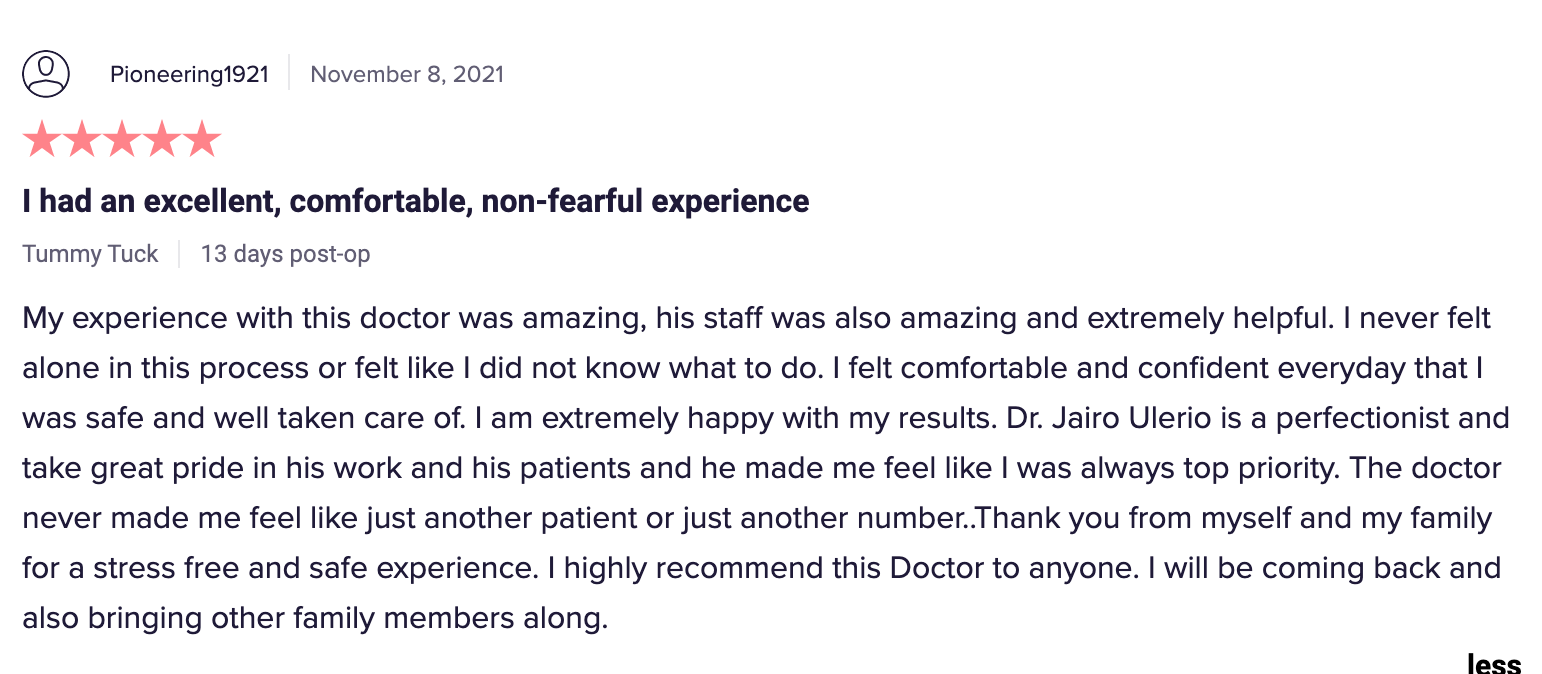 Pioneering1921 November 8, 2021
I had an excellent, comfortable, non-fearful experience
Tummy Tuck 13 days post-op
My experience with this doctor was amazing, his staff was also amazing and extremely helpful. I never felt
alone in this process or felt like I did not know what to do. I felt comfortable and confident everyday that I
was safe and well taken care of. I am extremely happy with my results. Dr. Jairo Ulerio is a perfectionist and
take great pride in his work and his patients and he made me feel like I was always top priority. The doctor
never made me feel like just another patient or just another number..Thank you from myself and my family
for a stress free and safe experience. I highly recommend this Doctor to anyone. I will be coming back and
also bringing other family members along.
less